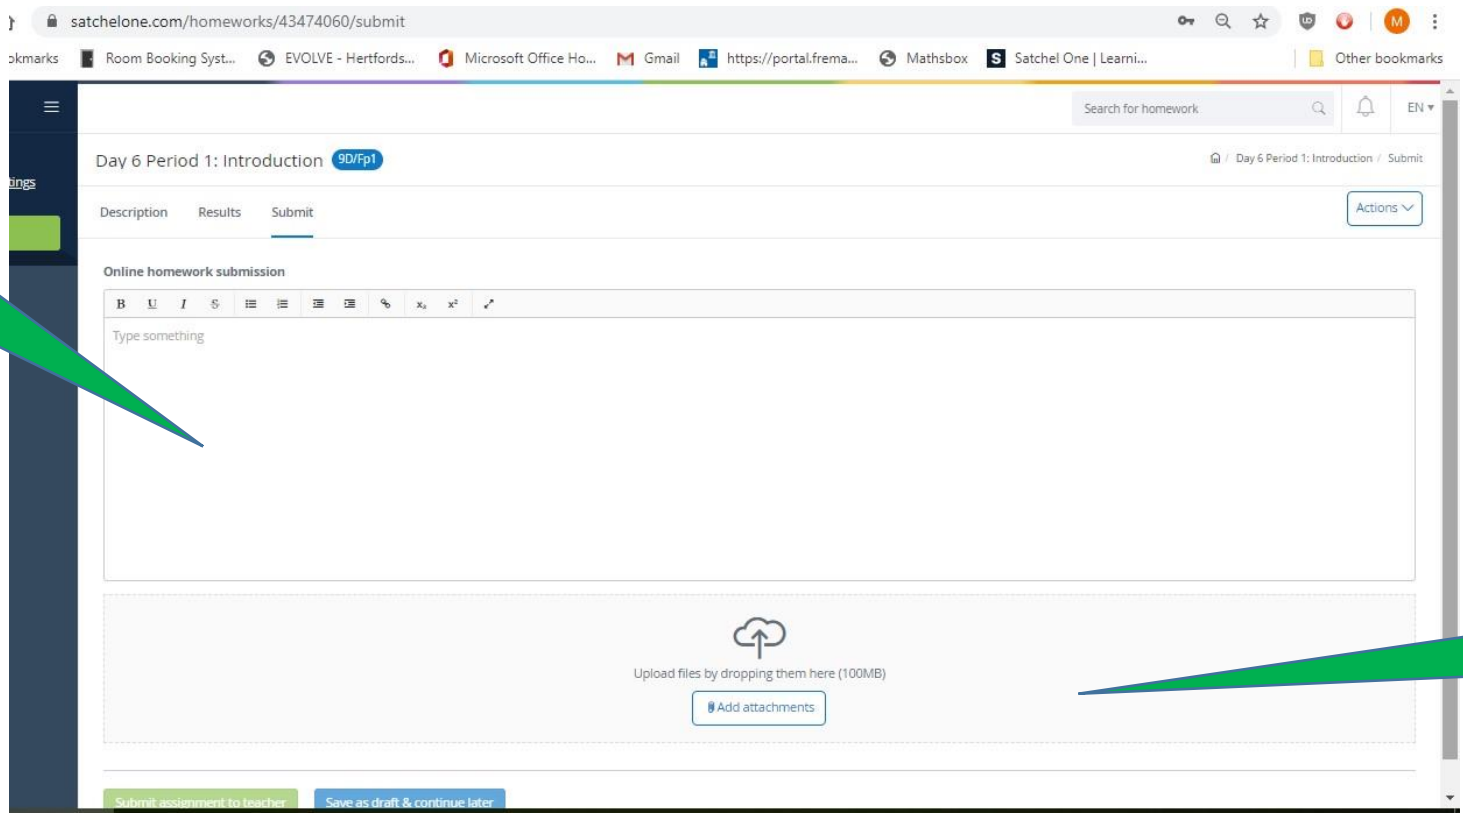 satchelone.com/homeworks/43474060/submit
M
okmarks Room Booking Syst... EVOLVE - Hertfords... Microsoft Office Ho... Gmail https://portal.frema... Mathsbox S Satchel One | Learni... Other bookmarks
Search for homework EN
Day 6 Period 1: Introduction 9D/Fp1 / Day 6 Period 1: Introduction / Submit
tings
Description Results Submit Actions
Online homework submission
B U I S x₂ x²
Type something
Upload files by dropping them here (100MB)
Add attachments
Submit assignment to teacher Save as draft & continue later